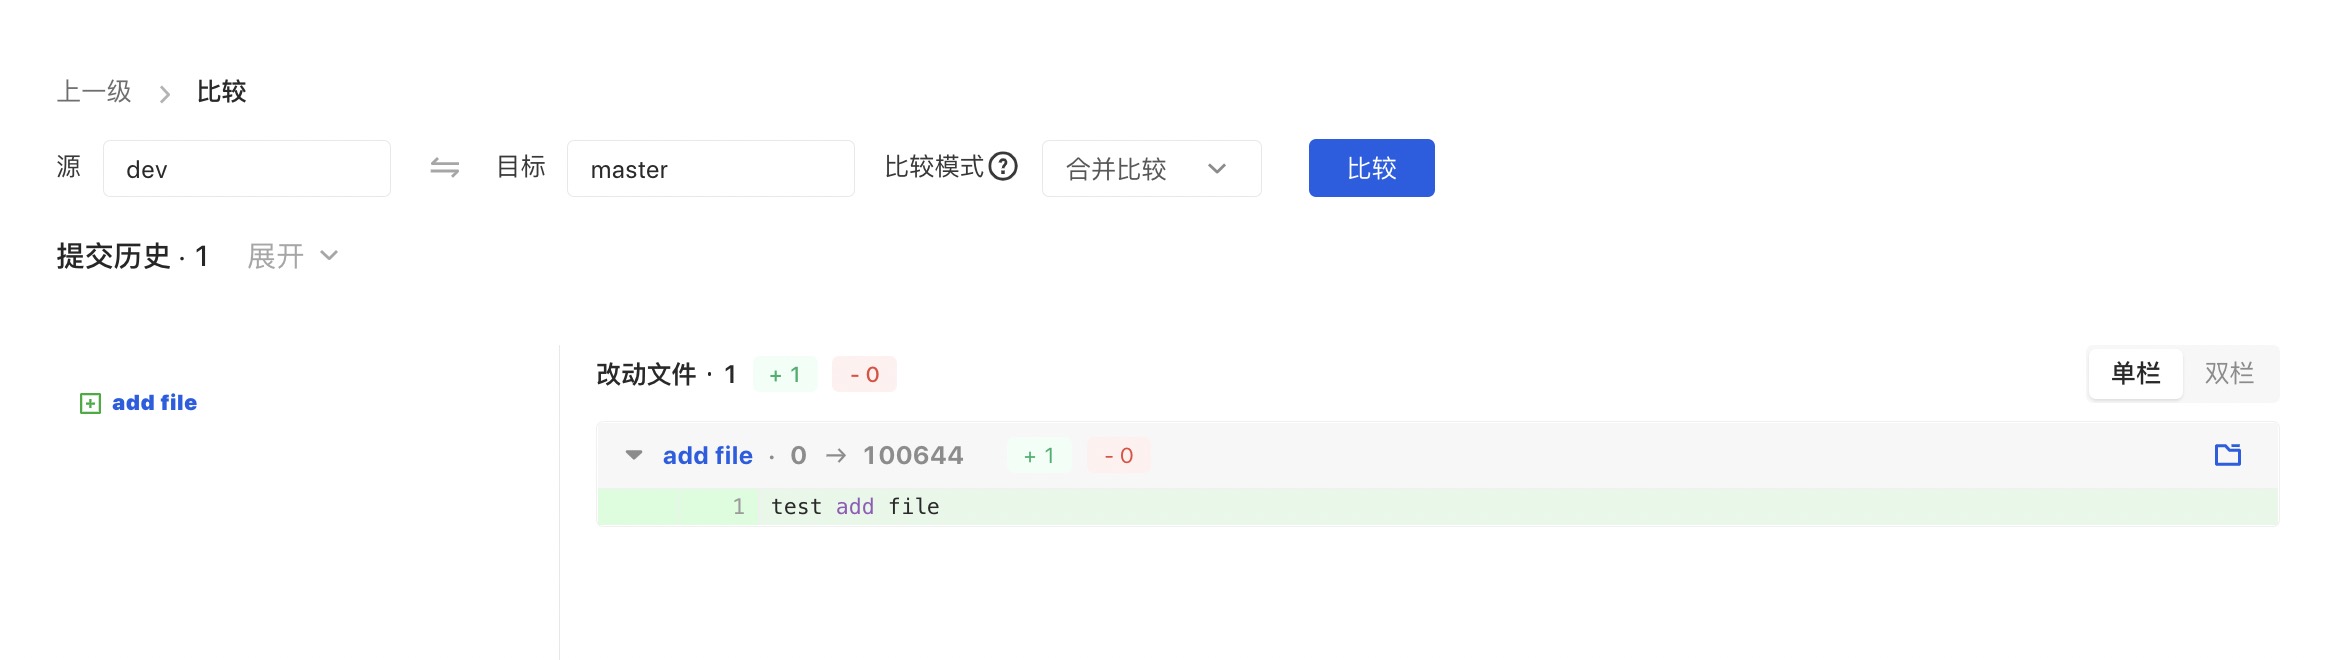 上一级 > 比较
源 dev ⇌ 目标 master 比较模式 ? 合并比较 比较
提交历史 · 1 展开
add file
改动文件 · 1 + 1 - 0 单栏 双栏
add file · 0 → 100644 + 1 - 0
1 test add file